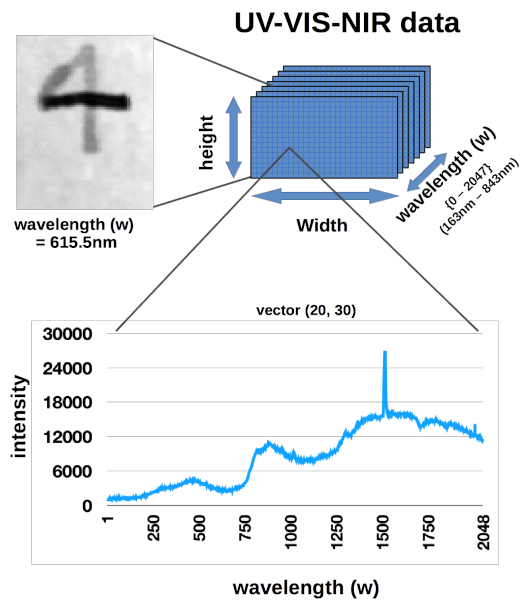 UV-VIS-NIR data
4
height
Width
wavelength (w)
{0 – 2047}
(163nm – 843nm)
wavelength (w)
= 615.5nm
vector (20, 30)
intensity
30000
24000
18000
12000
6000
0
1
250
500
750
1000
1250
1500
1750
2048
wavelength (w)